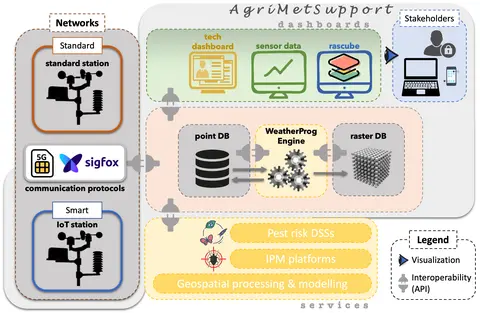 AgriMetSupport
dashboards
Networks
Standard
standard station
5G
sigfox
communication protocols
Smart
IoT station
tech
dashboard
sensor data
rascube
Stakeholders
point DB
WeatherProg
Engine
raster DB
Pest risk DSSs
IPM platforms
Geospatial processing & modelling
services
Legend
Visualization
Interoperability
(API)